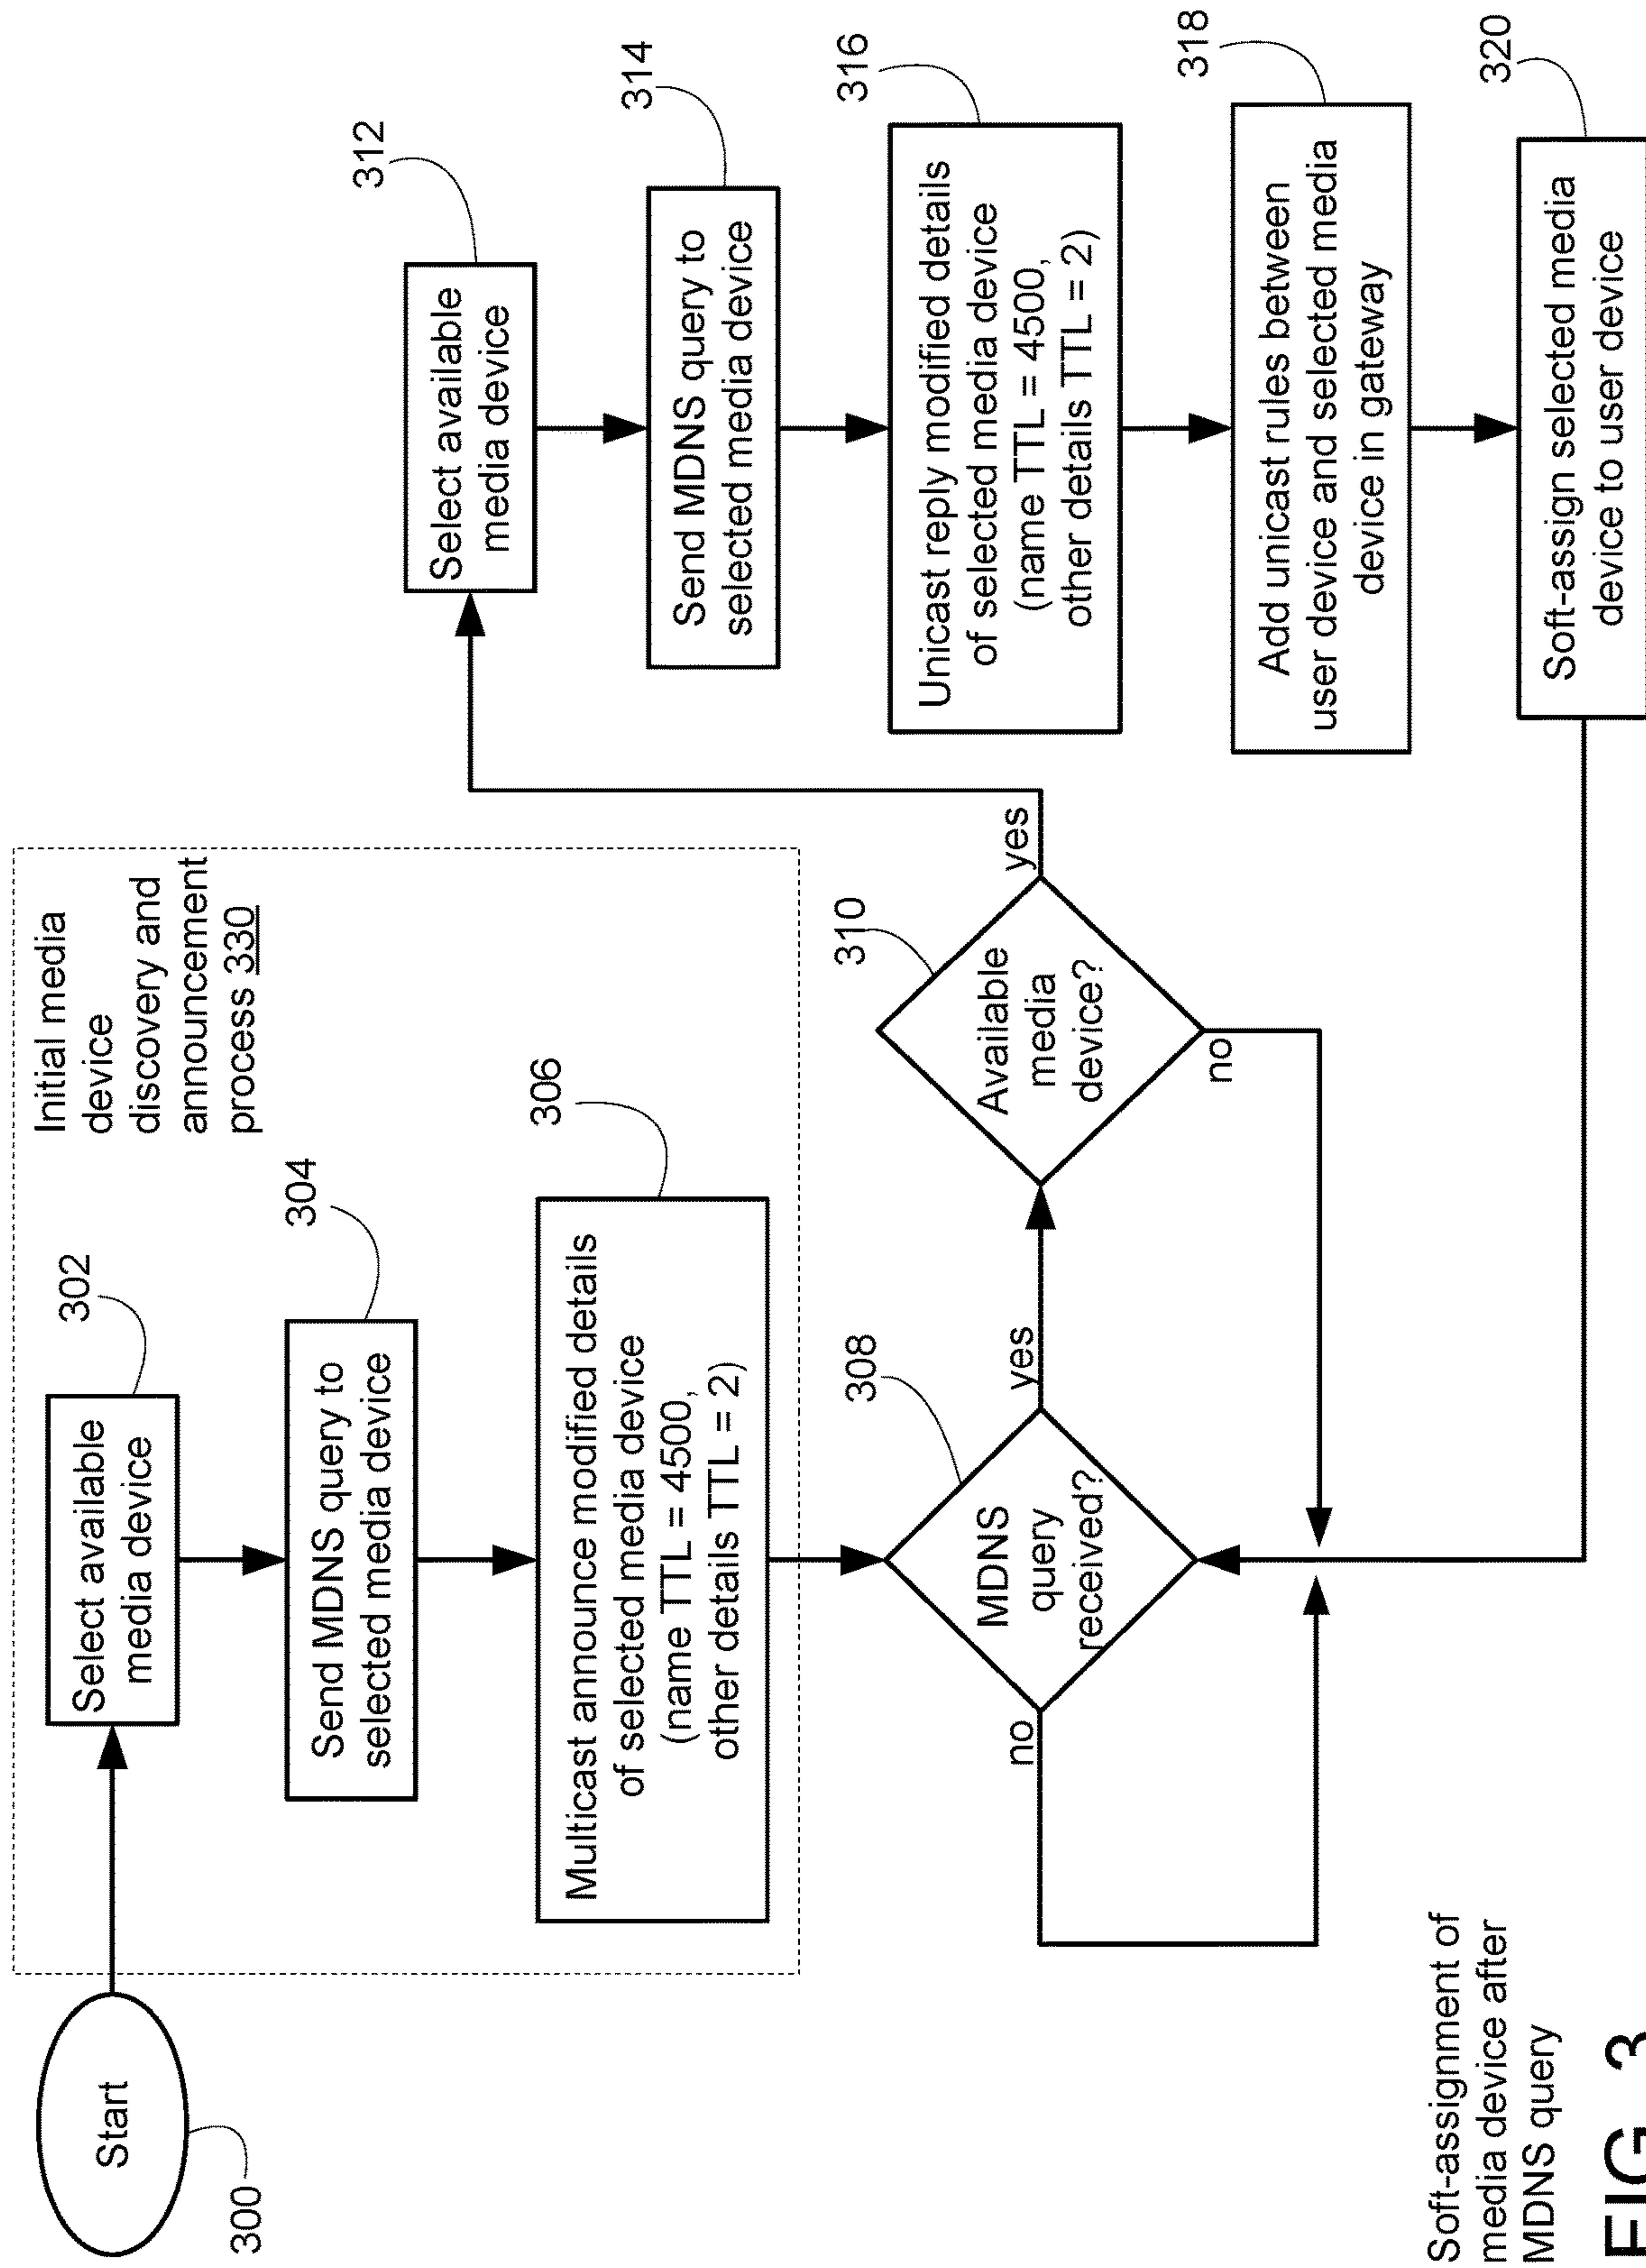 Start
300
Initial media
device
discovery and
announcement
process 330
302
Select available
media device
304
Send MDNS query to
selected media device
306
Multicast announce modified details
of selected media device
(name TTL = 4500,
other details TTL = 2)
308
MDNS
query
received?
no
yes
310
Available
media
device?
no
yes
312
Select available
media device
314
Send MDNS query to
selected media device
316
Unicast reply modified details
of selected media device
(name TTL = 4500,
other details TTL = 2)
318
Add unicast rules between
user device and selected media
device in gateway
320
Soft-assign selected media
device to user device
Soft-assignment of
media device after
MDNS query
FIG. 3